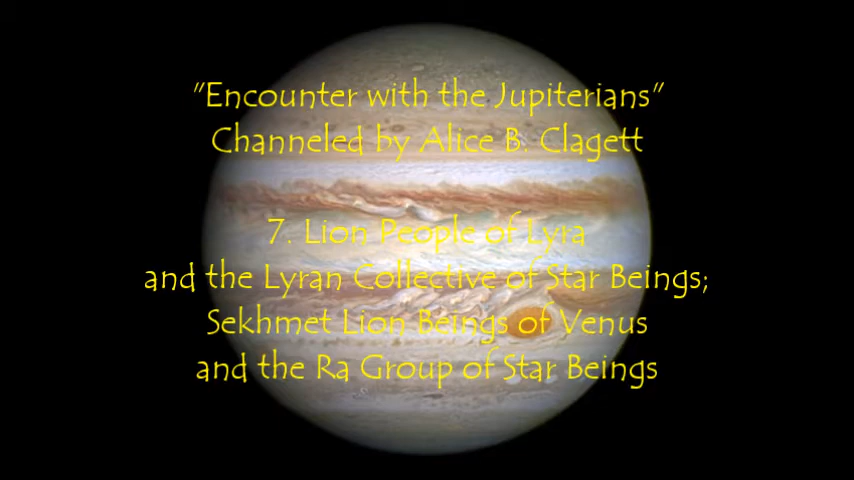 "Encounter with the Jupiterians"
Channeled by Alice B. Clagett
7. Lion People of Lyra
and the Lyran Collective of Star Beings;
Sekhmet Lion Beings of Venus
and the Ra Group of Star Beings